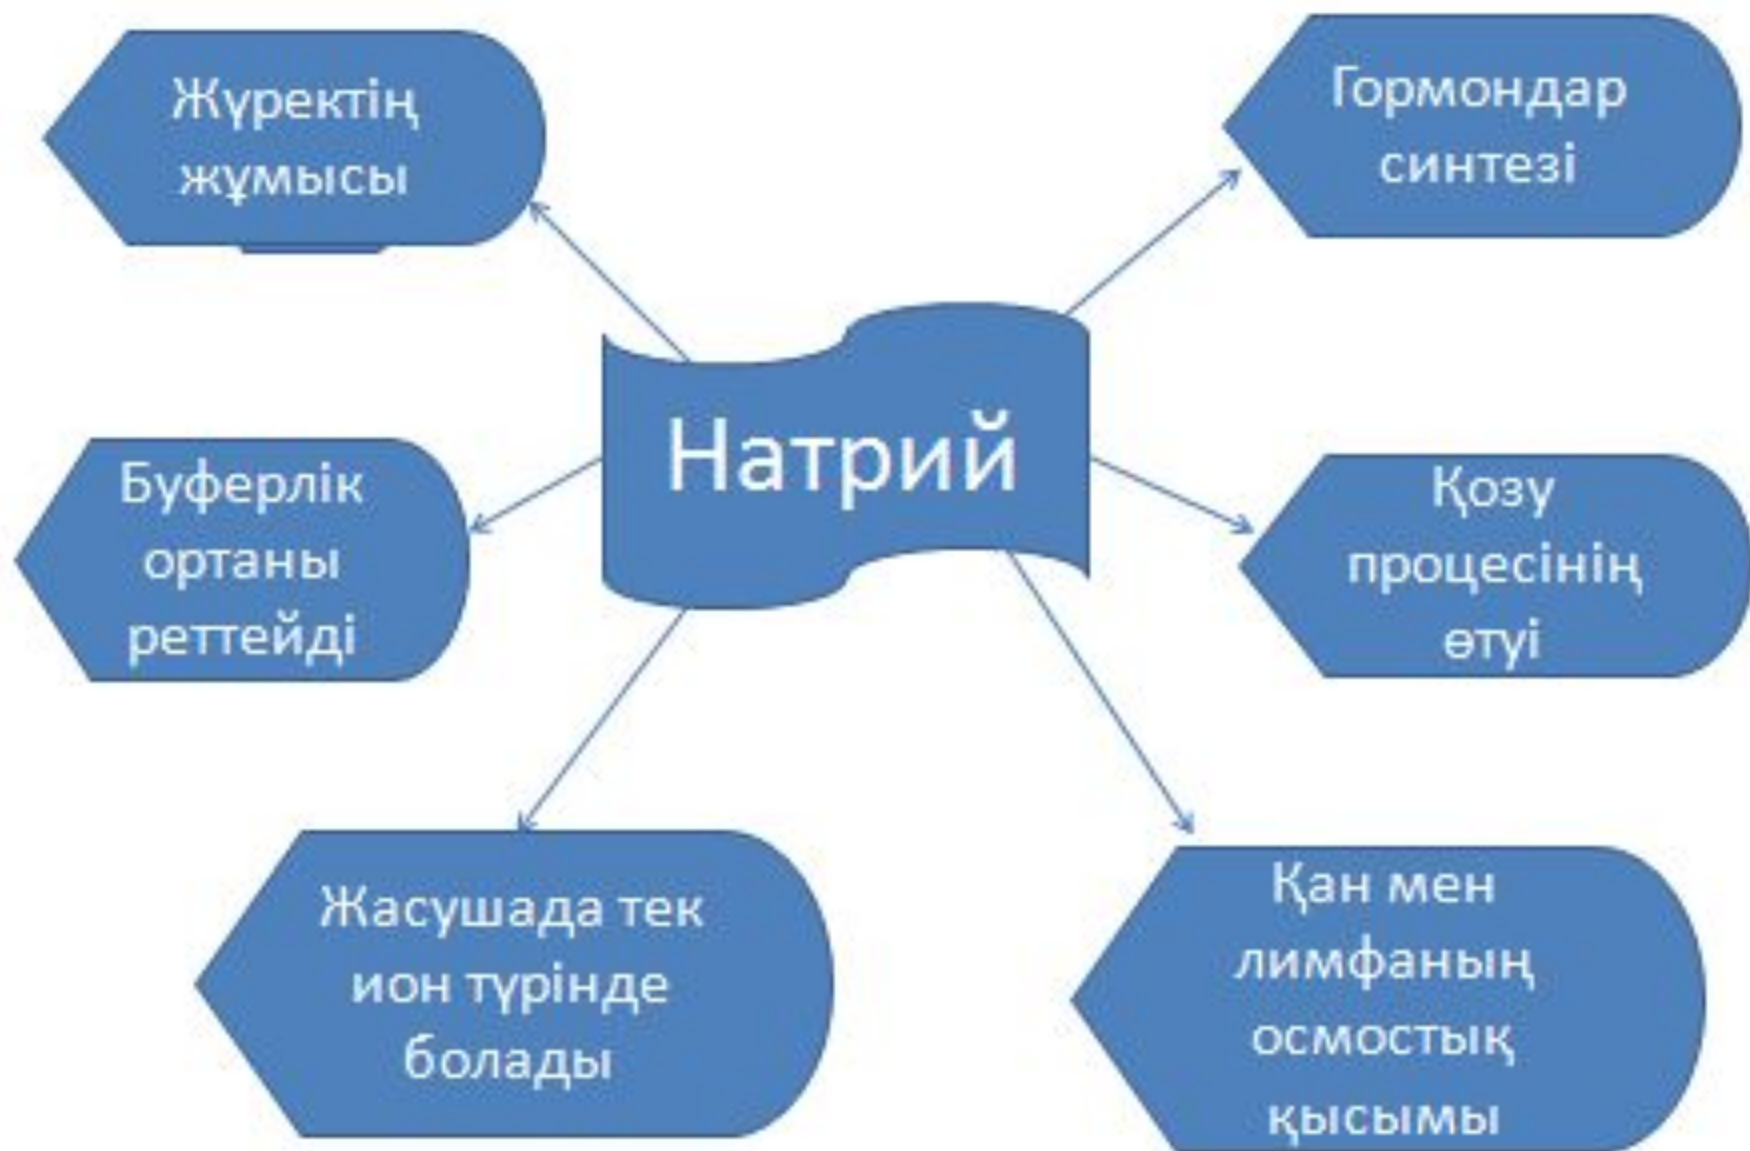 Жүректің
жұмысы
Гормондар
синтезі
Натрий
Буферлік
ортаны
реттейді
Қозу
процесінің
өтуі
Жасушада тек
ион түрінде
болады
Қан мен
лимфаның
осмостық
қысымы